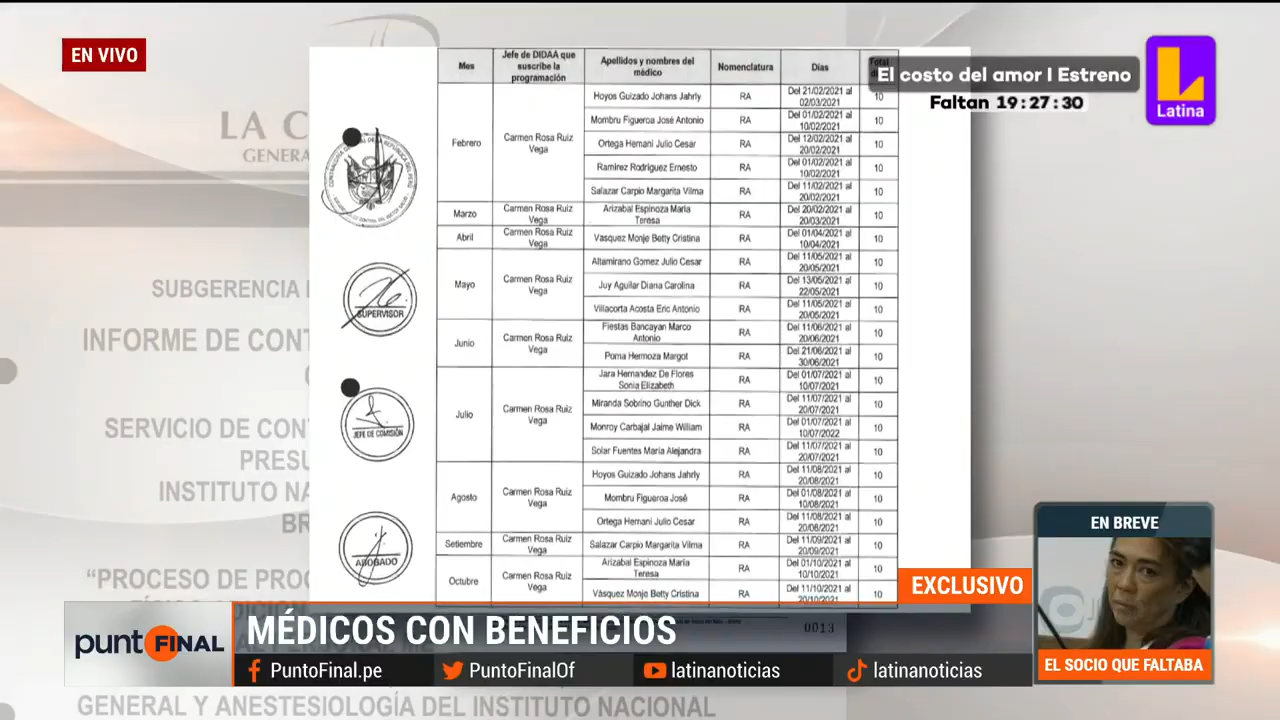 EN VIVO
El costo del amor I Estreno
Faltan 19:27:30
Latina
LA C
GENERA
SUBGERENCIA
INFORME DE CONT
SERVICIO DE CON
PRESU
INSTITUTO NA
BR
“PROCESO DE PROG
GENERAL Y ANESTESIOLOGÍA DEL INSTITUTO NACIONAL
SUPERVISOR
JEFE DE COMISIÓN
ABOGADO
Mes
Jefe de DIDAA que
suscribe la
programación
Apellidos y nombres del
médico
Nomenclatura
Días
Febrero
Carmen Rosa Ruiz
Vega
Hoyos Guizado Johans Jahrly
RA
Del 21/02/2021 al
02/03/2021
10
Mombru Figueroa José Antonio
RA
Del 01/02/2021 al
10/02/2021
10
Ortega Hernani Julio Cesar
RA
Del 12/02/2021 al
20/02/2021
10
Ramirez Rodriguez Ernesto
RA
Del 01/02/2021 al
10/02/2021
10
Salazar Carpio Margarita Vilma
RA
Del 11/02/2021 al
20/02/2021
10
Marzo
Carmen Rosa Ruiz
Vega
Arizabal Espinoza Maria
Teresa
RA
Del 20/02/2021 al
20/03/2021
10
Abril
Carmen Rosa Ruiz
Vega
Vasquez Monje Betty Cristina
RA
Del 01/04/2021 al
10/04/2021
10
Mayo
Carmen Rosa Ruiz
Vega
Altamirano Gomez Julio Cesar
RA
Del 11/05/2021 al
20/05/2021
10
Juy Aguilar Diana Carolina
RA
Del 13/05/2021 al
22/05/2021
10
Villacorta Acosta Eric Antonio
RA
Del 11/05/2021 al
20/05/2021
10
Junio
Carmen Rosa Ruiz
Vega
Fiestas Bancayan Marco
Antonio
RA
Del 11/06/2021 al
20/06/2021
10
Poma Hermoza Margot
RA
Del 21/06/2021 al
30/06/2021
10
Julio
Carmen Rosa Ruiz
Vega
Jara Hernandez De Flores
Sonia Elizabeth
RA
Del 01/07/2021 al
10/07/2021
10
Miranda Sobrino Gunther Dick
RA
Del 11/07/2021 al
20/07/2021
10
Monroy Carbajal Jaime William
RA
Del 01/07/2021 al
10/07/2022
10
Solar Fuentes Maria Alejandra
RA
Del 11/07/2021 al
20/07/2021
10
Agosto
Carmen Rosa Ruiz
Vega
Hoyos Guizado Johans Jahrly
RA
Del 11/08/2021 al
20/08/2021
10
Mombru Figueroa José
RA
Del 01/08/2021 al
10/08/2021
10
Ortega Hernani Julio Cesar
RA
Del 11/08/2021 al
20/08/2021
10
Setiembre
Carmen Rosa Ruiz
Vega
Salazar Carpio Margarita Vilma
RA
Del 11/09/2021 al
20/09/2021
10
Octubre
Carmen Rosa Ruiz
Vega
Arizabal Espinoza Maria
Teresa
RA
Del 01/10/2021 al
10/10/2021
10
Vásquez Monje Betty Cristina
RA
Del 11/10/2021 al
20/10/2021
10
0013
EN BREVE
EL SOCIO QUE FALTABA
EXCLUSIVO
punto FINAL
MÉDICOS CON BENEFICIOS
PuntoFinal.pe
PuntoFinalOf
latinanoticias
latinanoticias